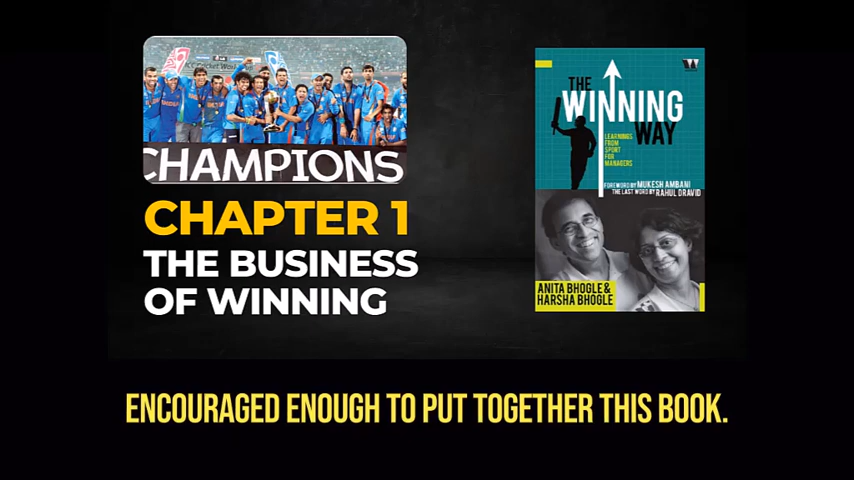 CHAMPIONS
CHAPTER 1
THE BUSINESS
OF WINNING
THE
WINNING
WAY
LEARNINGS
FROM
SPORT
FOR
MANAGERS
FOREWORD BY MUKESH AMBANI
THE LAST WORD BY RAHUL DRAVID
ANITA BHOGLE &
HARSHA BHOGLE
ENCOURAGED ENOUGH TO PUT TOGETHER THIS BOOK.